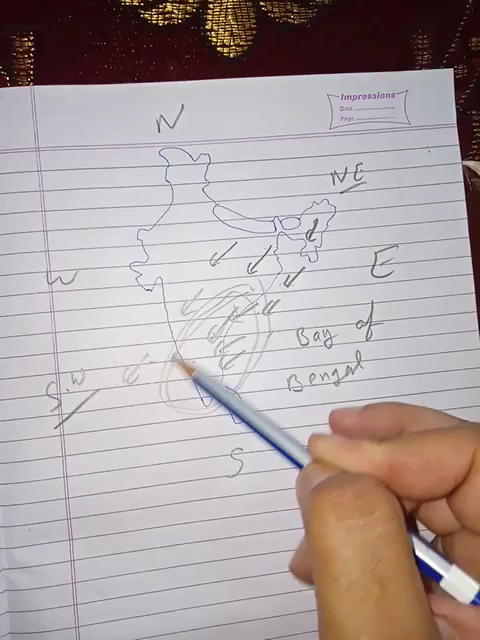 Impressions
Date
Page
N
NE
W
E
Bay of
Bengal
S.W
S